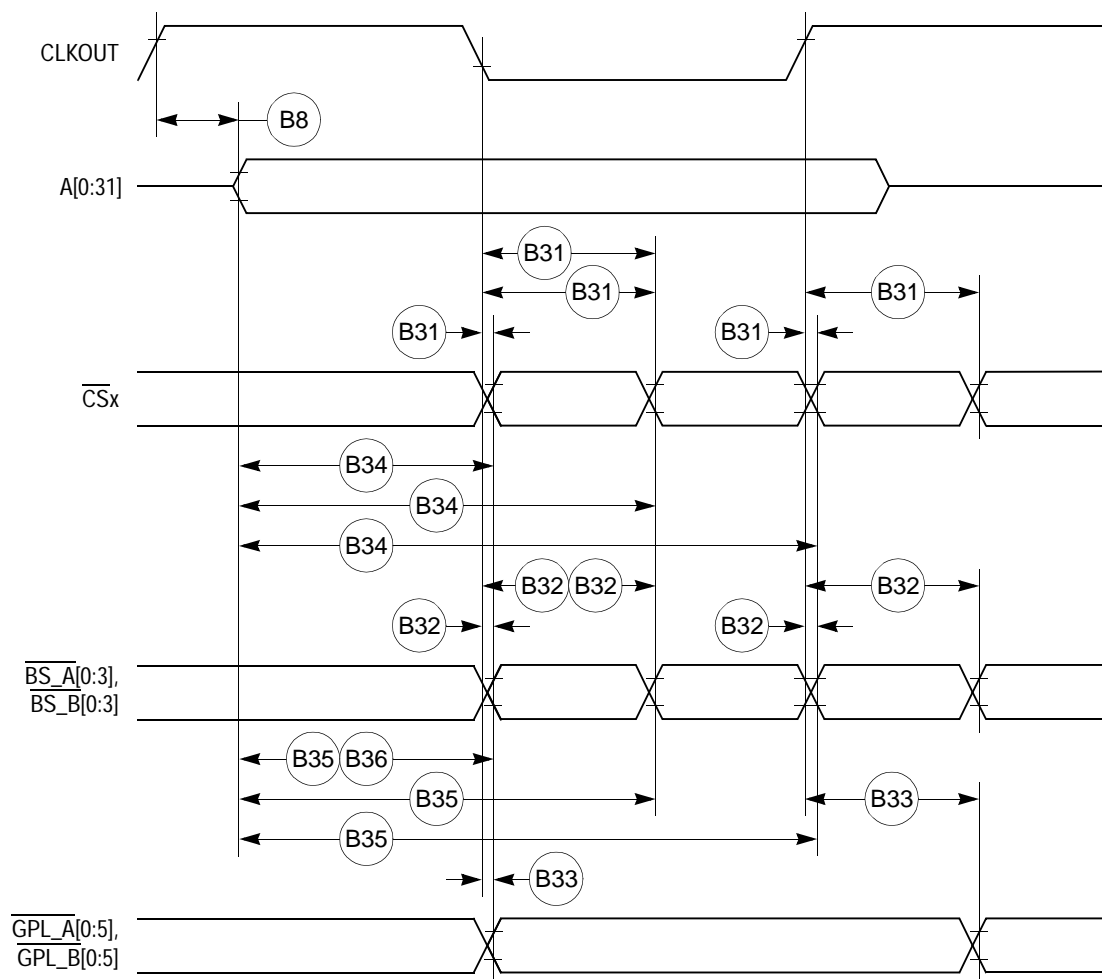 CLKOUT
B8
A[0:31]
B31
B31 B31
B31 B31
CSx
B34
B34
B34
B32 B32 B32
B32 B32
BS_A[0:3],
BS_B[0:3]
B35 B36
B35 B33
B35
B33
GPL_A[0:5],
GPL_B[0:5]